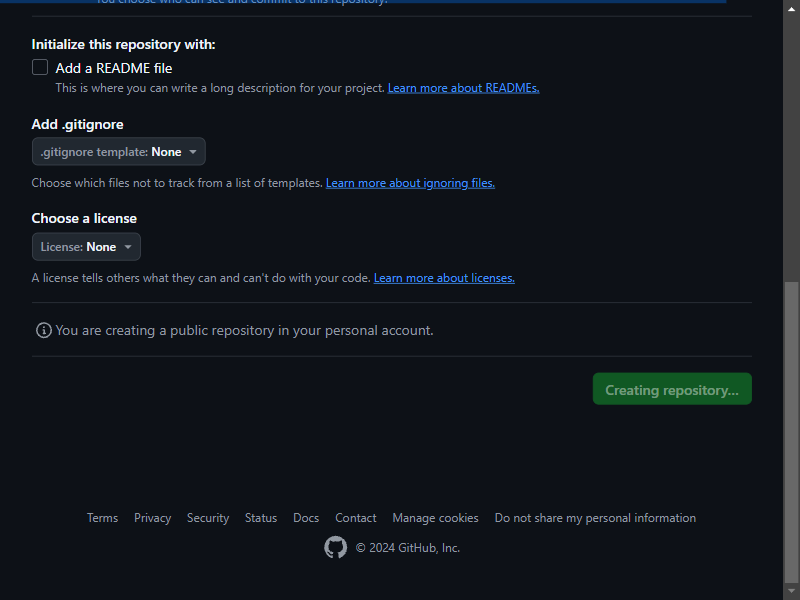 You choose who can see and commit to this repository.
Initialize this repository with:
Add a README file
This is where you can write a long description for your project. Learn more about READMEs.
Add .gitignore
.gitignore template: None
Choose which files not to track from a list of templates. Learn more about ignoring files.
Choose a license
License: None
A license tells others what they can and can't do with your code. Learn more about licenses.
You are creating a public repository in your personal account.
Creating repository...
Terms Privacy Security Status Docs Contact Manage cookies Do not share my personal information
© 2024 GitHub, Inc.